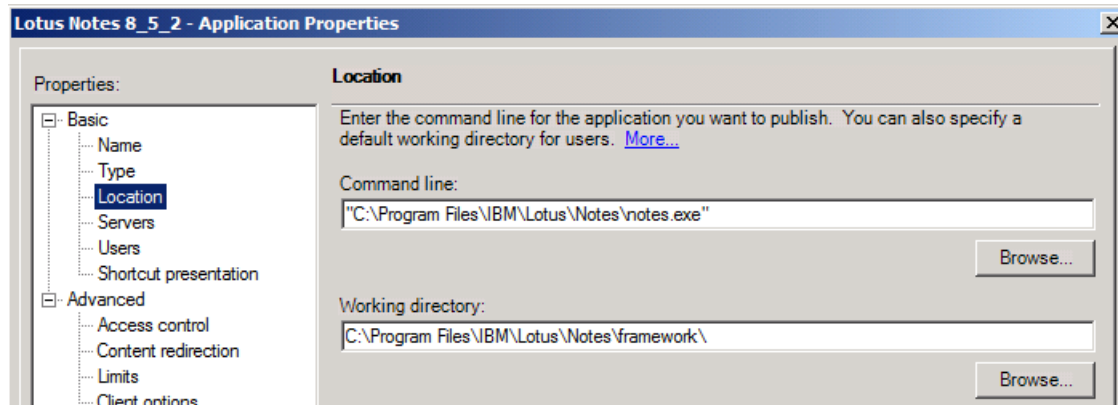 Lotus Notes 8_5_2 - Application Properties
Properties:
Basic
Name
Type
Location
Servers
Users
Shortcut presentation
Advanced
Access control
Content redirection
Limits
Client options
Location
Enter the command line for the application you want to publish. You can also specify a
default working directory for users. More...
Command line:
"C:\Program Files\IBM\Lotus\Notes\notes.exe"
Browse...
Working directory:
C:\Program Files\IBM\Lotus\Notes\framework\
Browse...